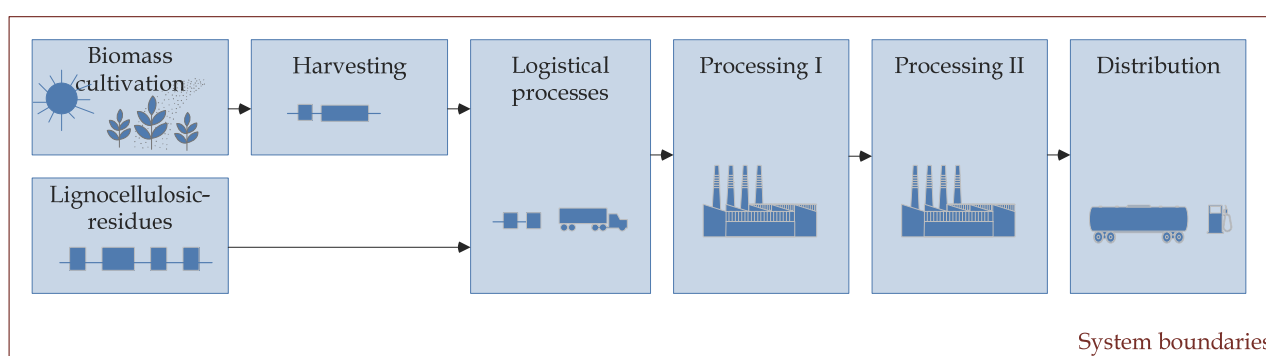 Biomass
cultivation
Harvesting
Logistical
processes
Processing I
Processing II
Distribution
Lignocellulosic-
residues
System boundaries